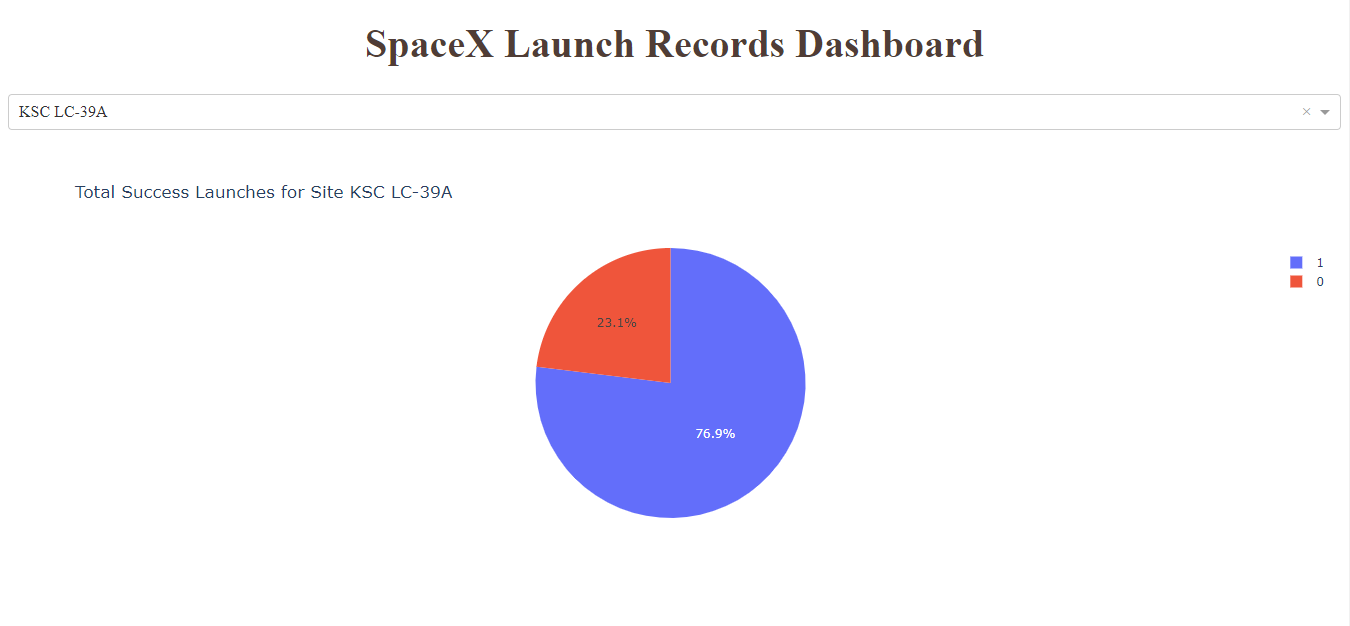 SpaceX Launch Records Dashboard
KSC LC-39A
Total Success Launches for Site KSC LC-39A
1
0
23.1%
76.9%